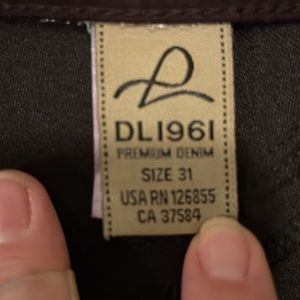 DL1961
PREMIUM DENIM
SIZE 31
USA RN 126855
CA 37584